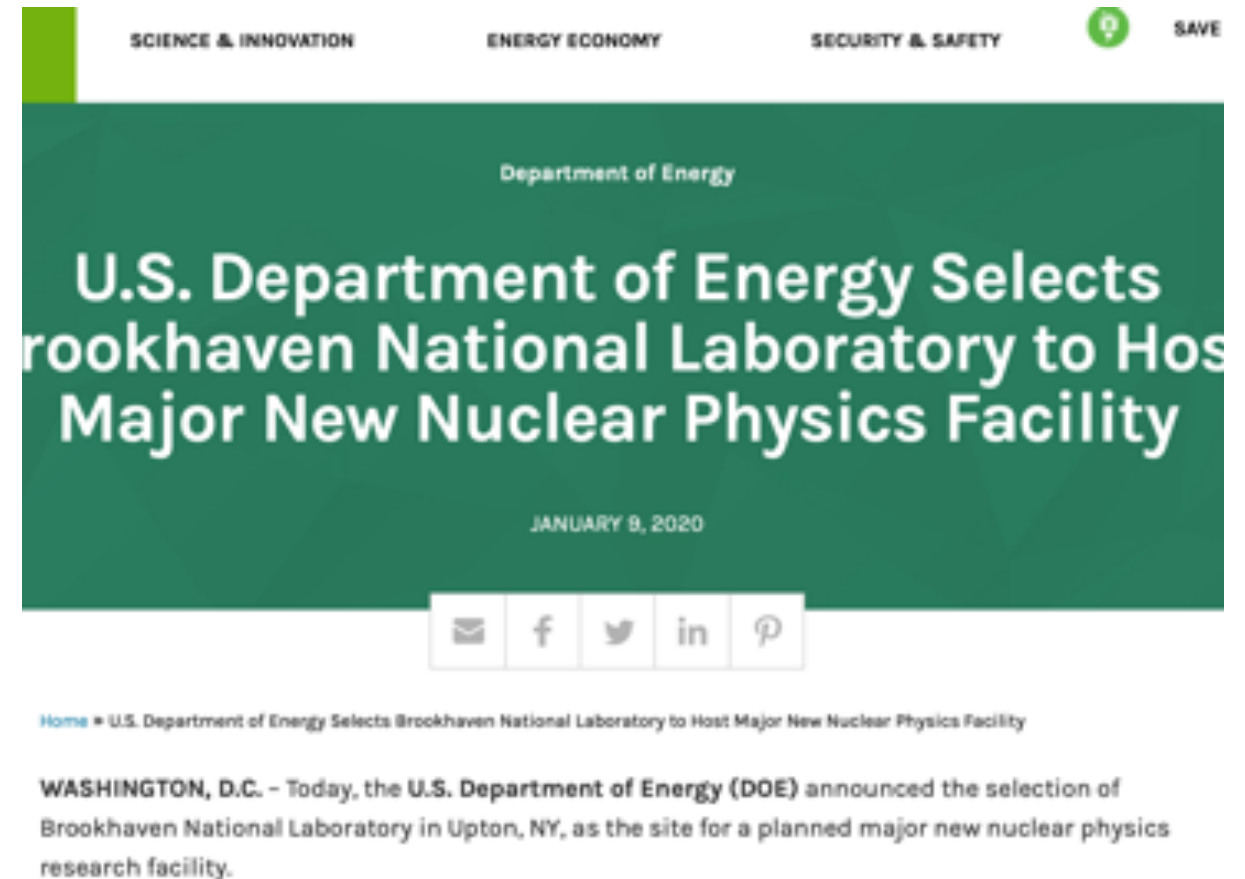 SCIENCE & INNOVATION ENERGY ECONOMY SECURITY & SAFETY SAVE
Department of Energy
U.S. Department of Energy Selects
rookhaven National Laboratory to Hos
Major New Nuclear Physics Facility
JANUARY 9, 2020
Home » U.S. Department of Energy Selects Brookhaven National Laboratory to Host Major New Nuclear Physics Facility
WASHINGTON, D.C. – Today, the U.S. Department of Energy (DOE) announced the selection of
Brookhaven National Laboratory in Upton, NY, as the site for a planned major new nuclear physics
research facility.